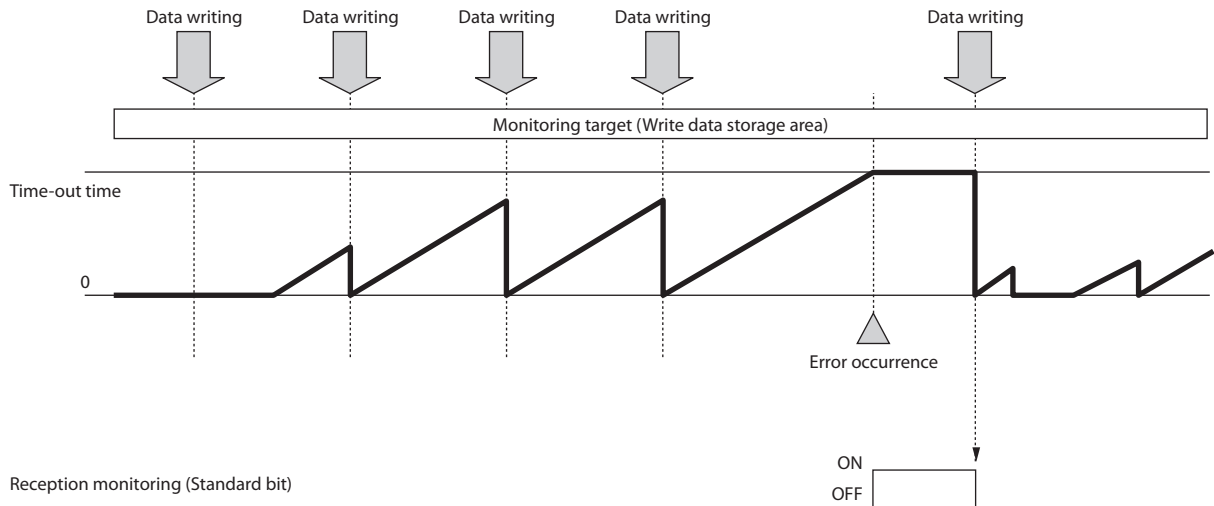 Data writing
Data writing
Data writing
Data writing
Data writing
Monitoring target (Write data storage area)
Time-out time
0
Error occurrence
ON
Reception monitoring (Standard bit)
OFF